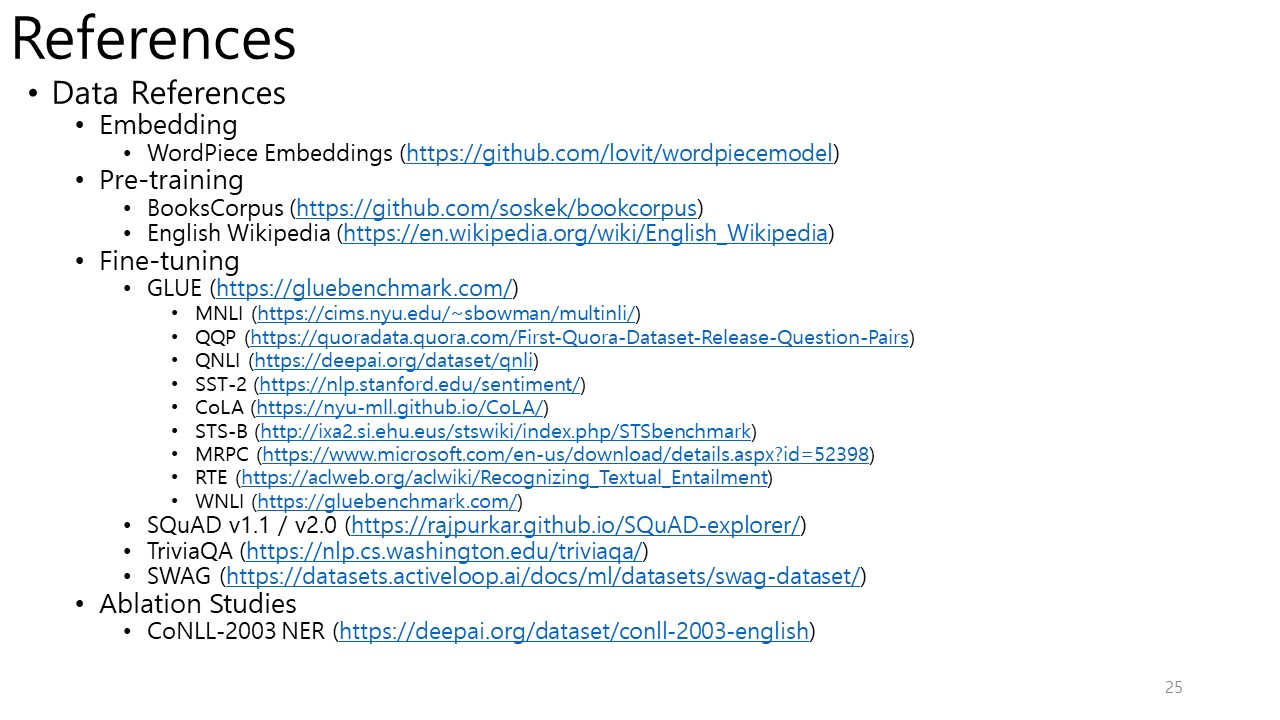 References
• Data References
• Embedding
• WordPiece Embeddings (https://github.com/lovit/wordpiecemodel)
• Pre-training
• BooksCorpus (https://github.com/soskek/bookcorpus)
• English Wikipedia (https://en.wikipedia.org/wiki/English_Wikipedia)
• Fine-tuning
• GLUE (https://gluebenchmark.com/)
• MNLI (https://cims.nyu.edu/~sbowman/multinli/)
• QQP (https://quoradata.quora.com/First-Quora-Dataset-Release-Question-Pairs)
• QNLI (https://deepai.org/dataset/qnli)
• SST-2 (https://nlp.stanford.edu/sentiment/)
• CoLA (https://nyu-mll.github.io/CoLA/)
• STS-B (http://ixa2.si.ehu.eus/stswiki/index.php/STSbenchmark)
• MRPC (https://www.microsoft.com/en-us/download/details.aspx?id=52398)
• RTE (https://aclweb.org/aclwiki/Recognizing_Textual_Entailment)
• WNLI (https://gluebenchmark.com/)
• SQuAD v1.1 / v2.0 (https://rajpurkar.github.io/SQuAD-explorer/)
• TriviaQA (https://nlp.cs.washington.edu/triviaqa/)
• SWAG (https://datasets.activeloop.ai/docs/ml/datasets/swag-dataset/)
• Ablation Studies
• CoNLL-2003 NER (https://deepai.org/dataset/conll-2003-english)
25